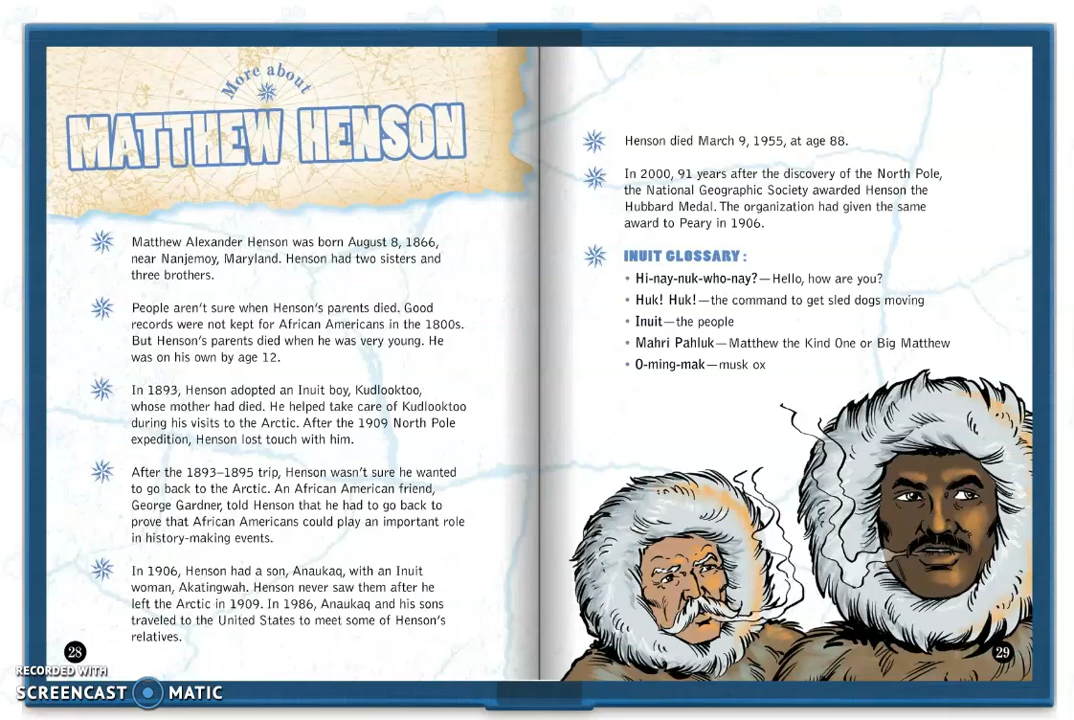 More about
MATTHEW HENSON
Matthew Alexander Henson was born August 8, 1866,
near Nanjemoy, Maryland. Henson had two sisters and
three brothers.
People aren't sure when Henson's parents died. Good
records were not kept for African Americans in the 1800s.
But Henson's parents died when he was very young. He
was on his own by age 12.
In 1893, Henson adopted an Inuit boy, Kudlooktoo,
whose mother had died. He helped take care of Kudlooktoo
during his visits to the Arctic. After the 1909 North Pole
expedition, Henson lost touch with him.
After the 1893–1895 trip, Henson wasn't sure he wanted
to go back to the Arctic. An African American friend,
George Gardner, told Henson that he had to go back to
prove that African Americans could play an important role
in history-making events.
In 1906, Henson had a son, Anaukaq, with an Inuit
woman, Akatingwah. Henson never saw them after he
left the Arctic in 1909. In 1986, Anaukaq and his sons
traveled to the United States to meet some of Henson's
relatives.
28
RECORDED WITH
SCREENCAST MATIC
Henson died March 9, 1955, at age 88.
In 2000, 91 years after the discovery of the North Pole,
the National Geographic Society awarded Henson the
Hubbard Medal. The organization had given the same
award to Peary in 1906.
INUIT GLOSSARY:
• Hi-nay-nuk-who-nay?—Hello, how are you?
• Huk! Huk!—the command to get sled dogs moving
• Inuit—the people
• Mahri Pahluk—Matthew the Kind One or Big Matthew
• O-ming-mak—musk ox
29